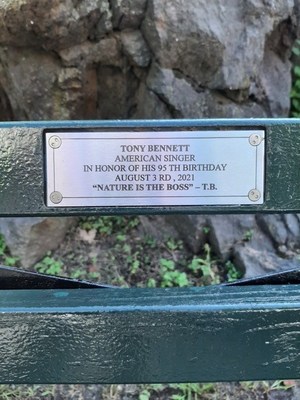 TONY BENNETT
AMERICAN SINGER
IN HONOR OF HIS 95 TH BIRTHDAY
AUGUST 3 RD , 2021
“NATURE IS THE BOSS” – T.B.